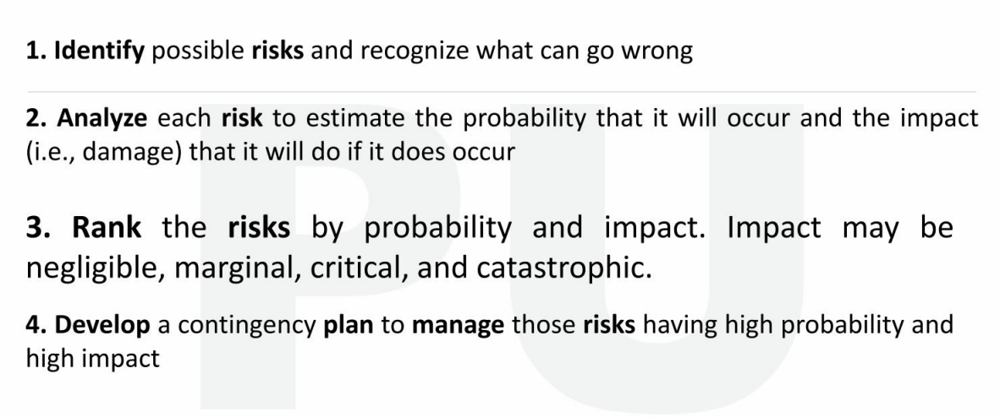 1. Identify possible risks and recognize what can go wrong
2. Analyze each risk to estimate the probability that it will occur and the impact
(i.e., damage) that it will do if it does occur
3. Rank the risks by probability and impact. Impact may be
negligible, marginal, critical, and catastrophic.
4. Develop a contingency plan to manage those risks having high probability and
high impact
PU